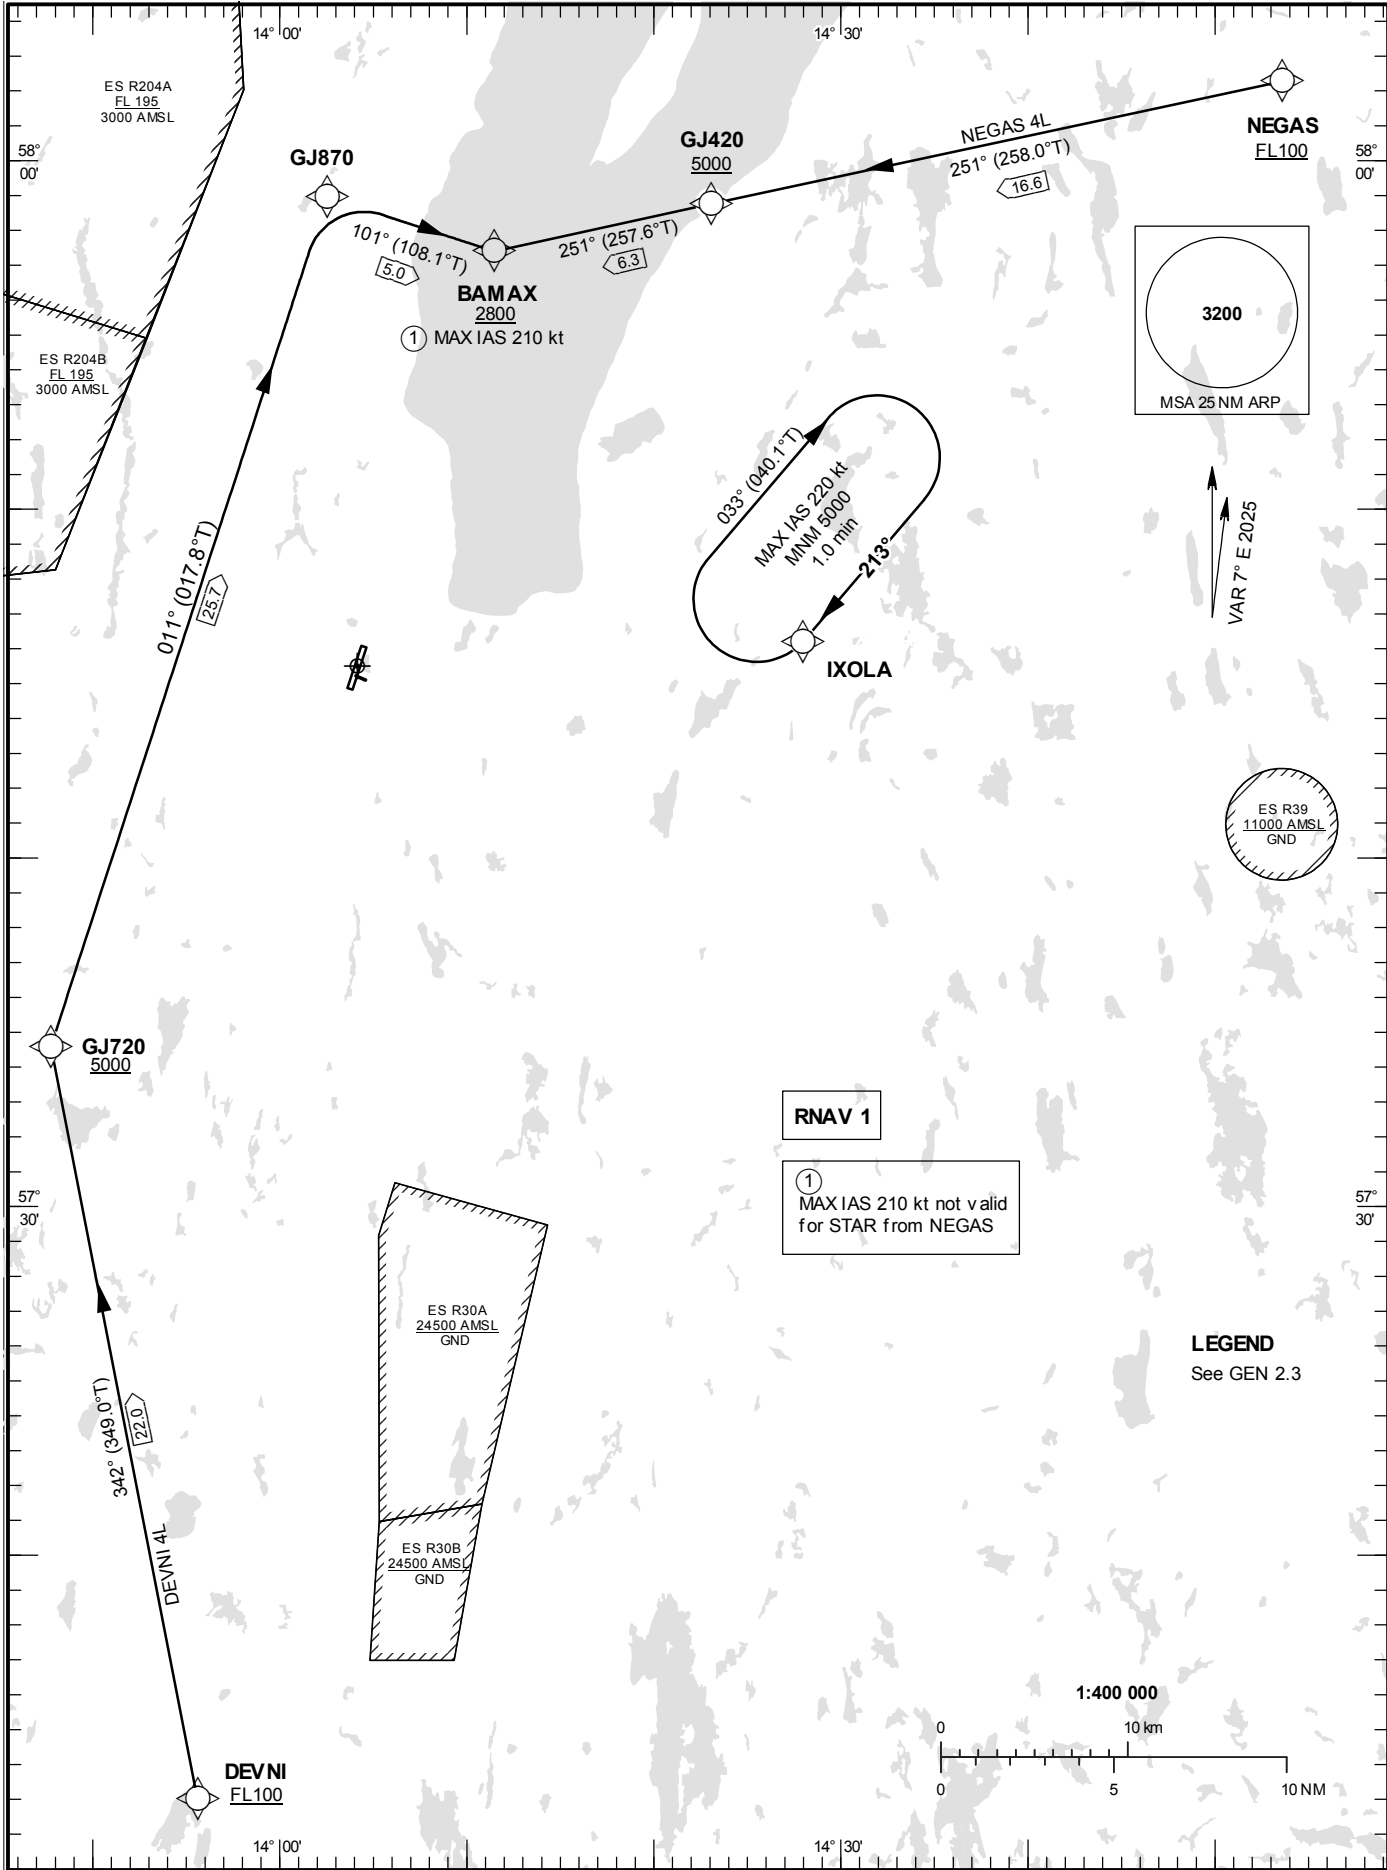 14° 00'
14° 30'
ES R204A
FL 195
3000 AMSL
58°
00'
GJ870
GJ420
5000
NEGAS 4L
251° (258.0°T)
16.6
NEGAS
FL100
58°
00'
101° (108.1°T)
5.0
251° (257.6°T)
6.3
BAMAX
2800
1 MAX IAS 210 kt
3200
MSA 25 NM ARP
ES R204B
FL 195
3000 AMSL
033° (040.1°T)
MAX IAS 220 kt
MNM 5000
1.0 min
213°
IXOLA
VAR 7° E 2025
011° (017.8°T)
25.7
ES R39
11000 AMSL
GND
GJ720
5000
RNAV 1
1
MAX IAS 210 kt not valid
for STAR from NEGAS
57°
30'
57°
30'
ES R30A
24500 AMSL
GND
LEGEND
See GEN 2.3
342° (349.0°T)
22.0
DEVNI 4L
ES R30B
24500 AMSL
GND
DEVNI
FL100
1:400 000
0 10 km
0 5 10 NM
14° 00'
14° 30'